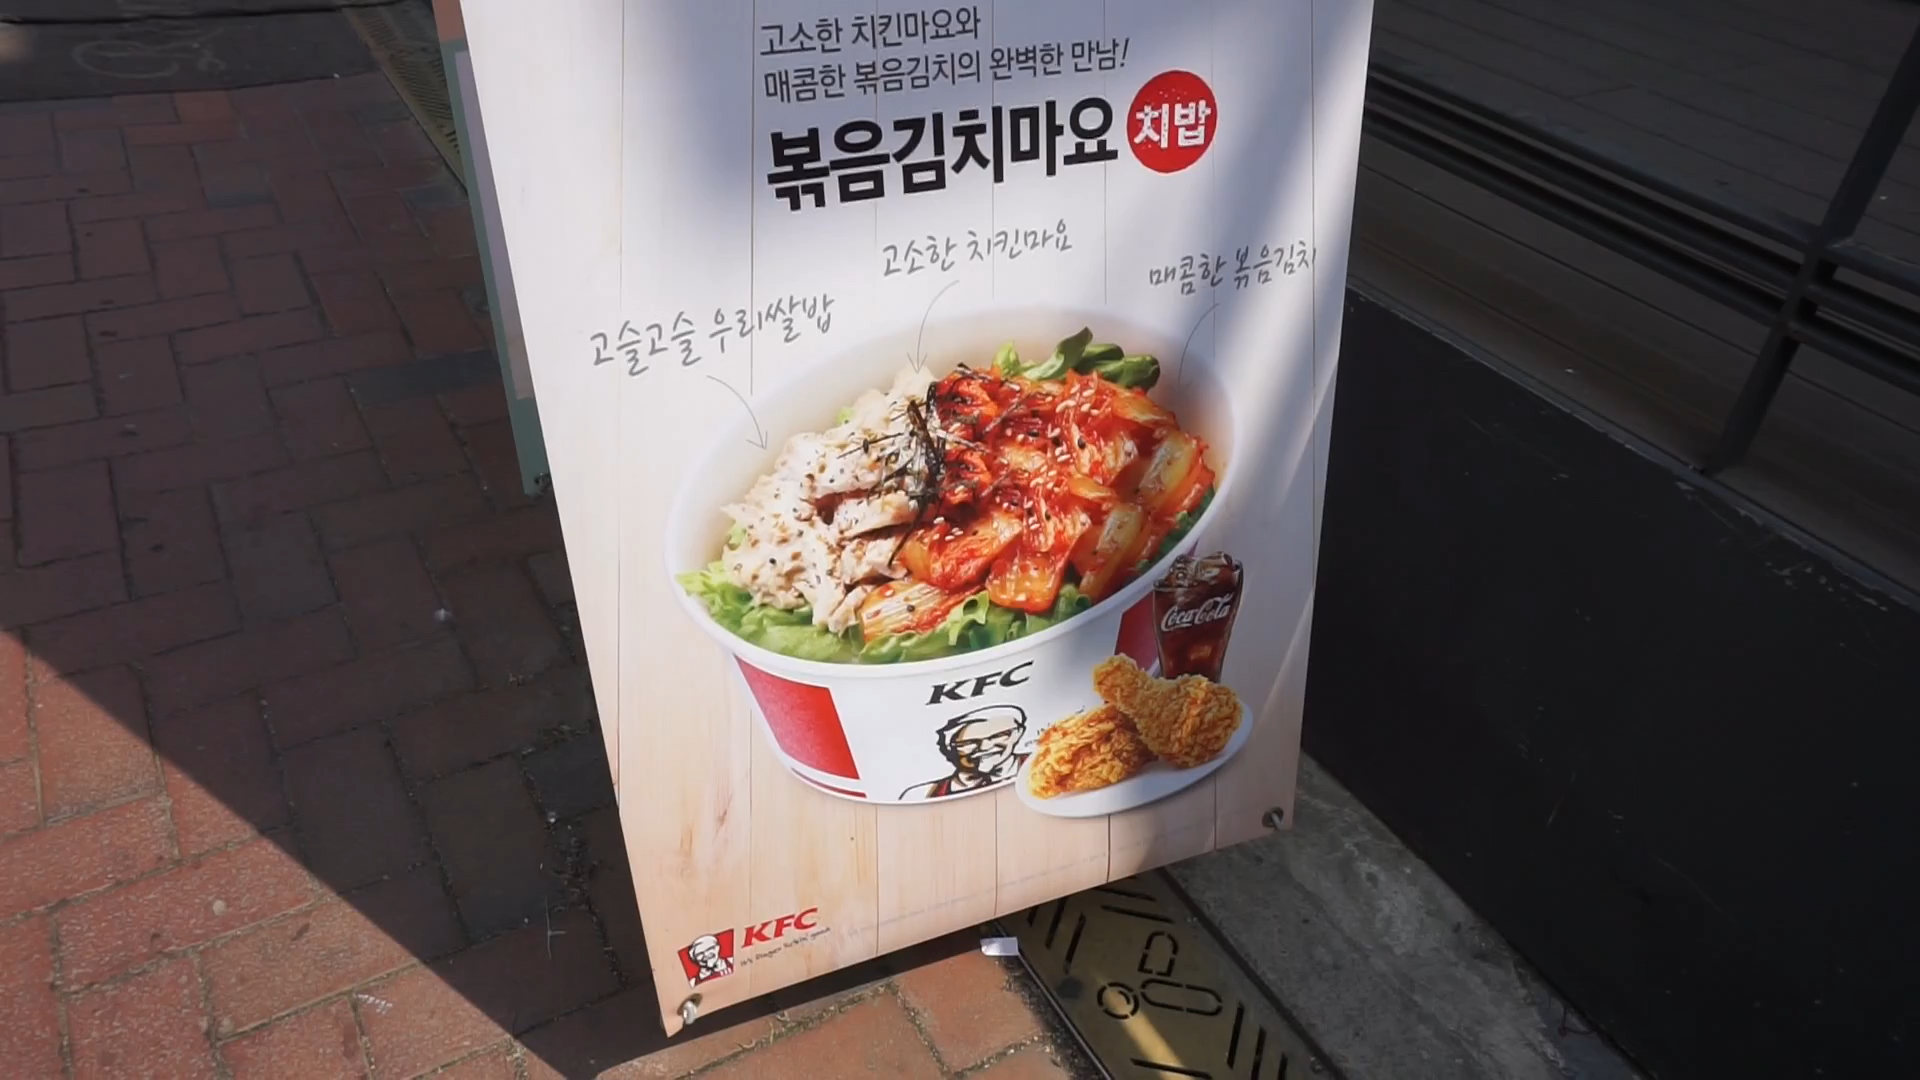 고소한 치킨마요와
매콤한 볶음김치의 완벽한 만남!
볶음김치마요 치밥
고소한 치킨마요
매콤한 볶음김치
고슬고슬 우리쌀밥
Coca-Cola
KFC
KFC